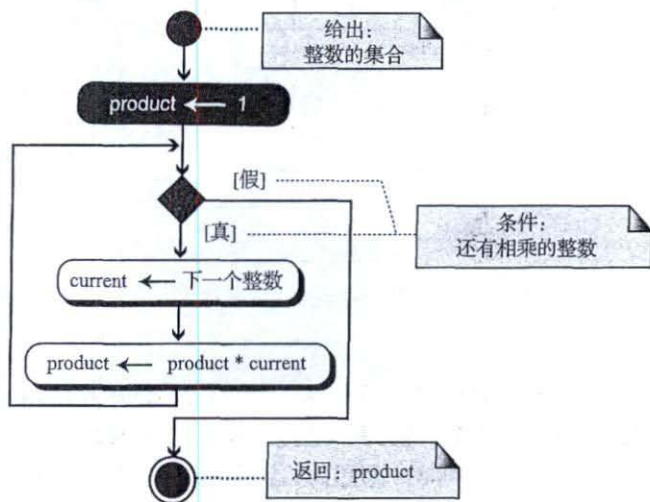 给出：
整数的集合
product ← 1
[假]
[真]
条件：
还有相乘的整数
current ← 下一个整数
product ← product * current
返回：product